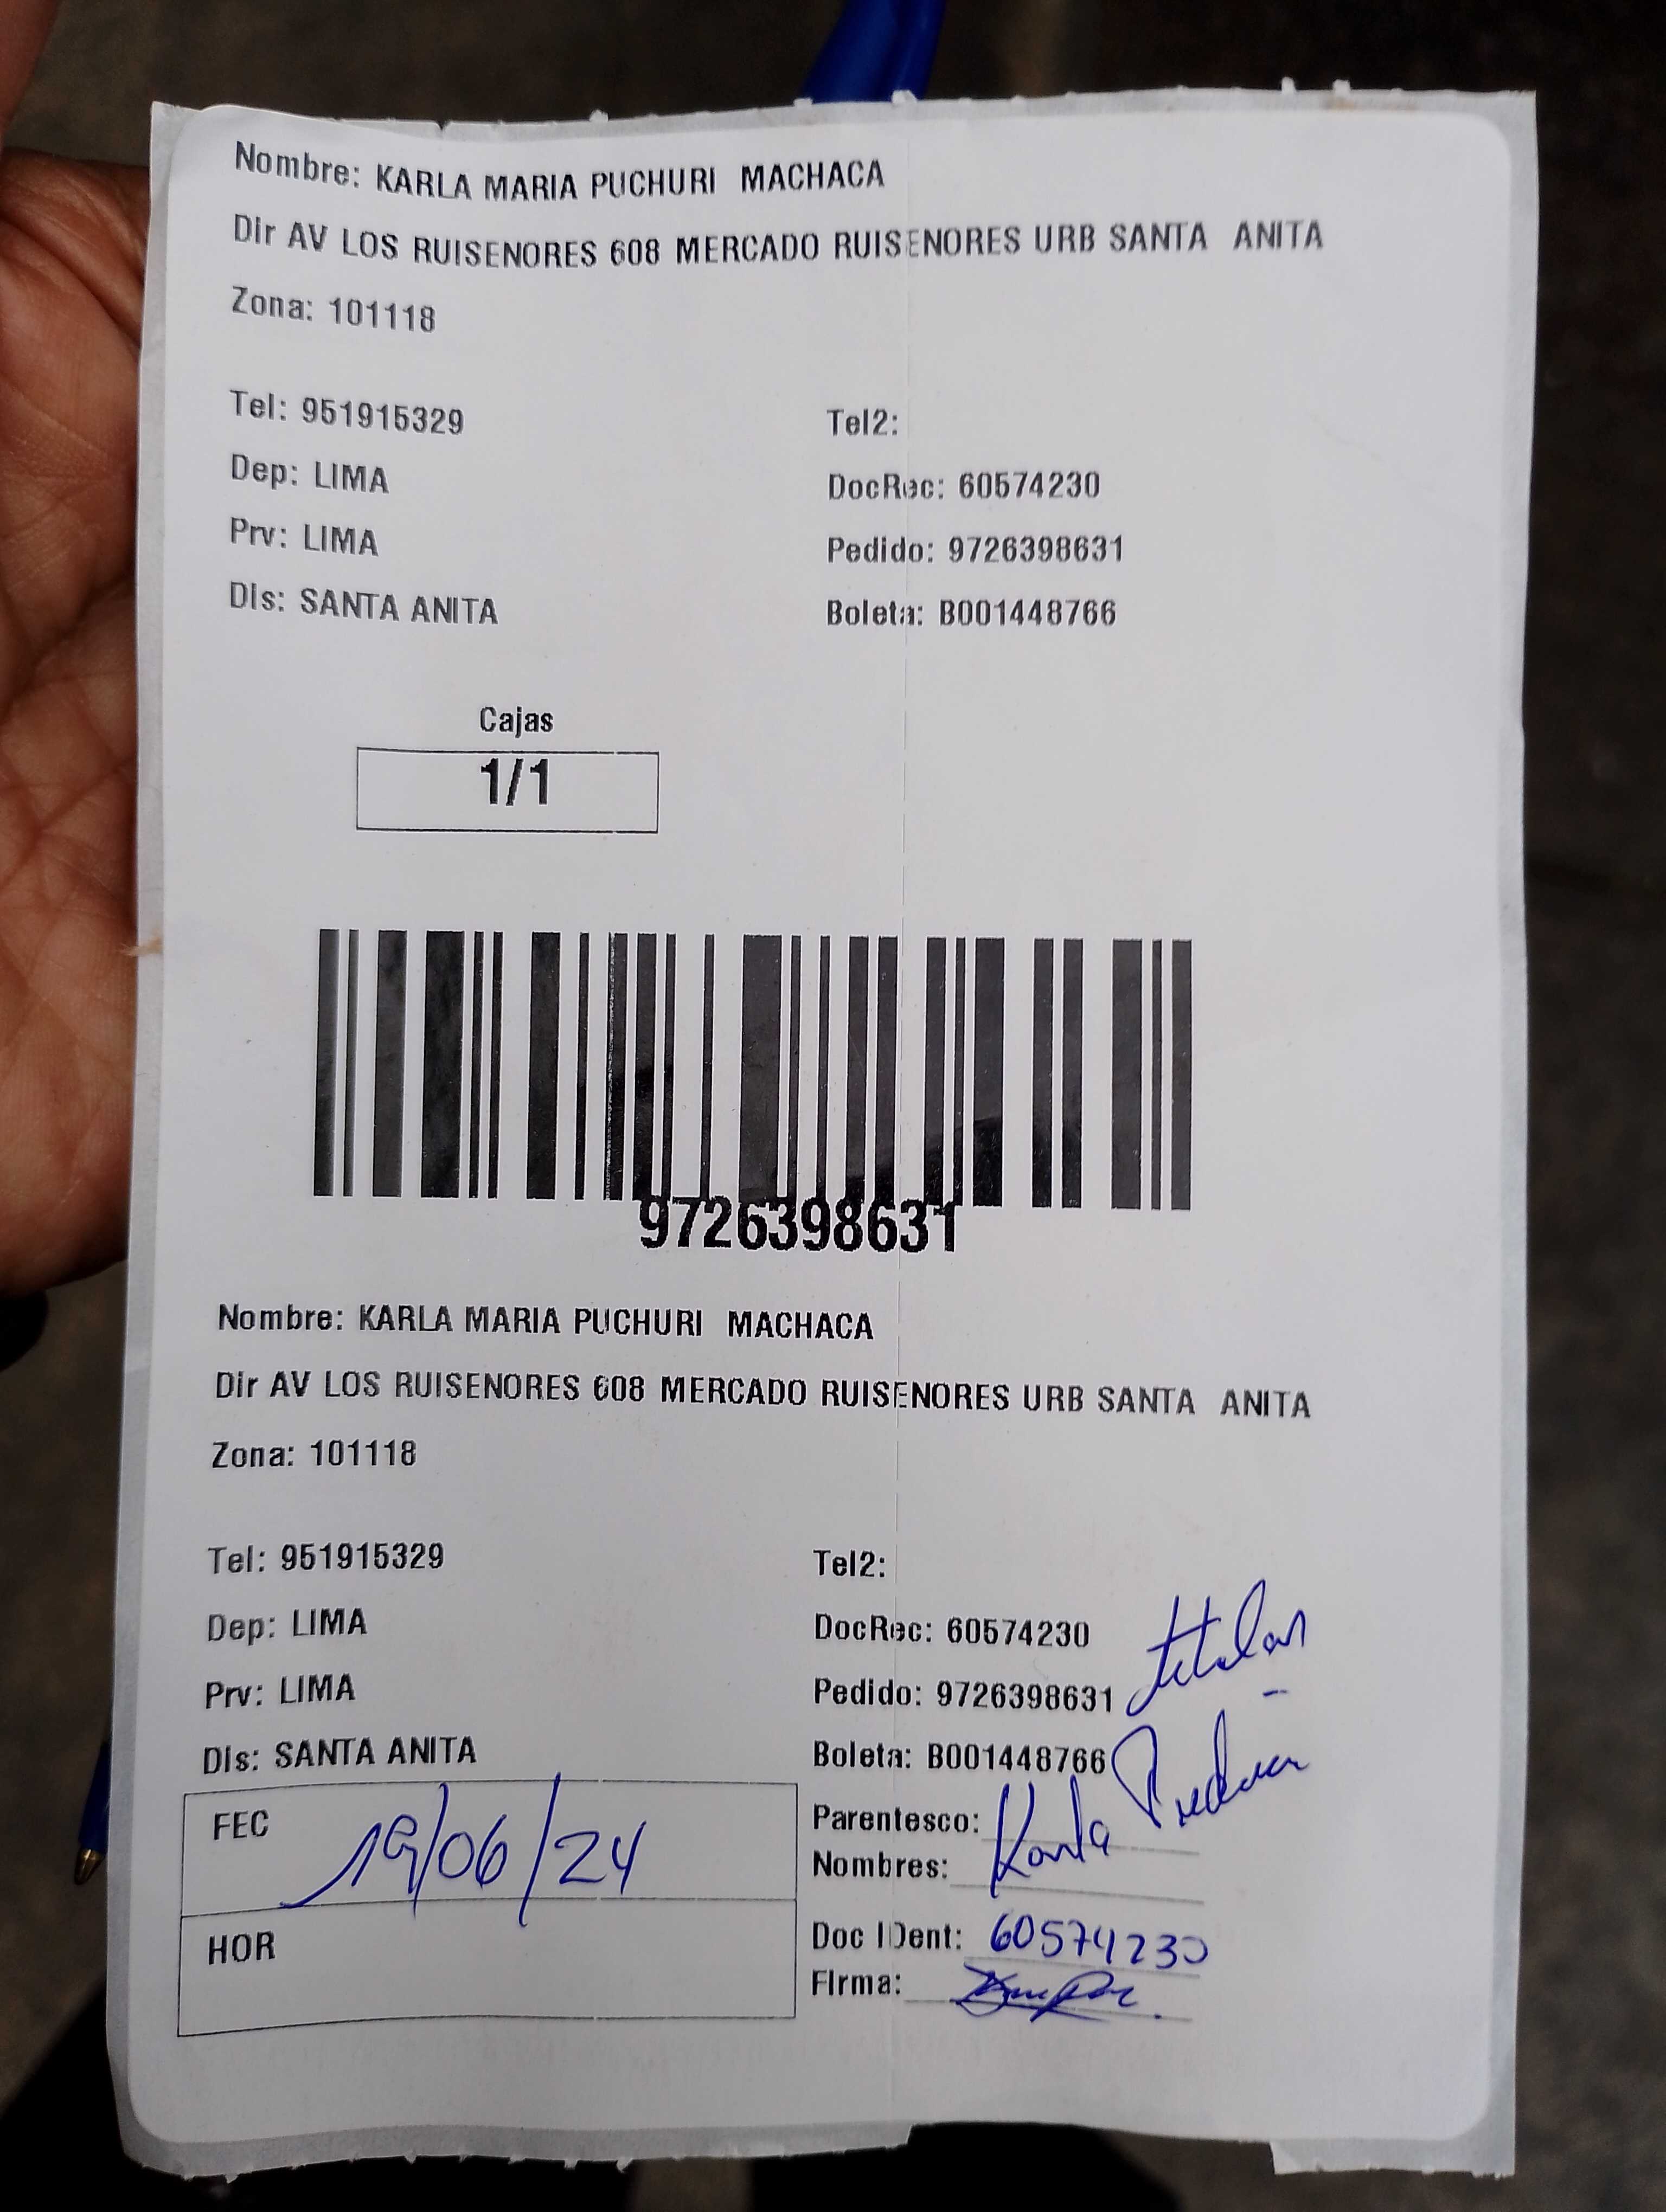 Nombre: KARLA MARIA PUCHURI MACHACA
Dir AV LOS RUISENORES 608 MERCADO RUISENORES URB SANTA ANITA
Zona: 101118
Tel: 951915329
Tel2:
Dep: LIMA
DocRec: 60574230
Prv: LIMA
Pedido: 9726398631
Dis: SANTA ANITA
Boleta: B001448766
Cajas
1/1
9726398631
Nombre: KARLA MARIA PUCHURI MACHACA
Dir AV LOS RUISENORES 608 MERCADO RUISENORES URB SANTA ANITA
Zona: 101118
Tel: 951915329
Tel2:
Dep: LIMA
DocRec: 60574230
Prv: LIMA
Pedido: 9726398631 titular
Dis: SANTA ANITA
Boleta: B001448766
FEC 19/06/24
Parentesco:
Nombres: Karla
HOR
Doc IDent: 60574230
Firma: